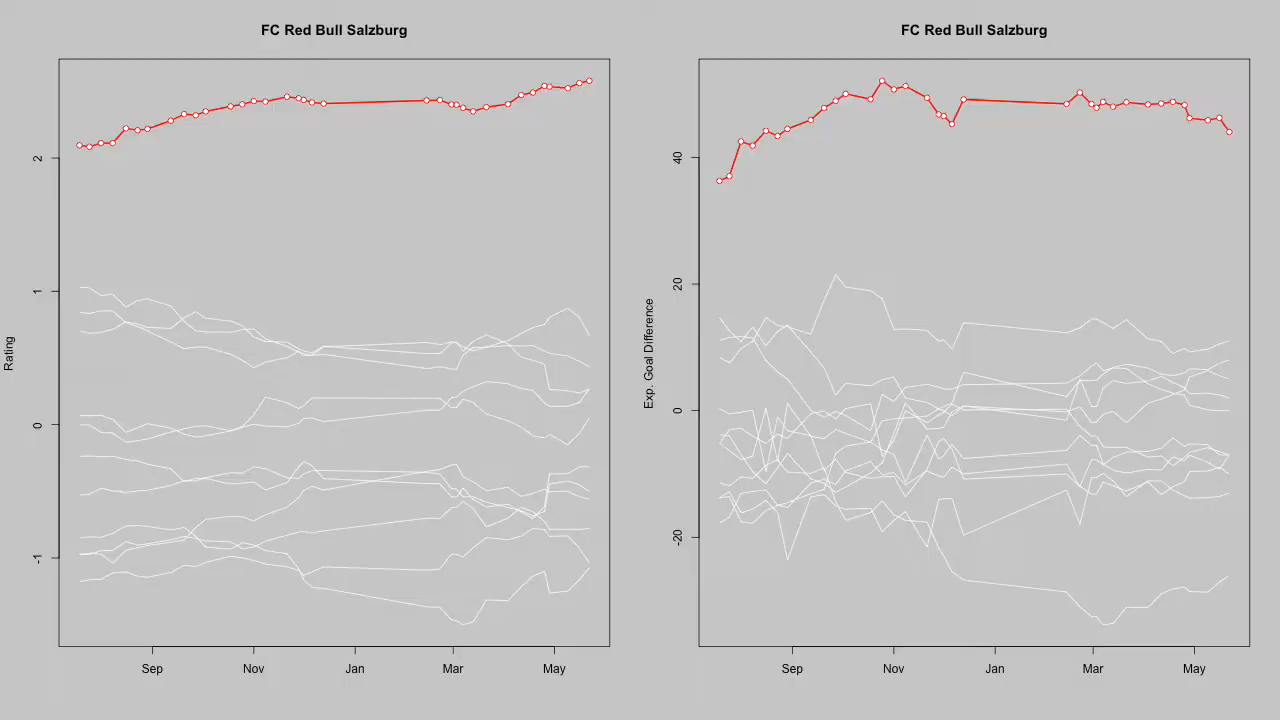 FC Red Bull Salzburg
Rating
2
1
0
-1
Sep Nov Jan Mar May
FC Red Bull Salzburg
Exp. Goal Difference
40
20
0
-20
Sep Nov Jan Mar May